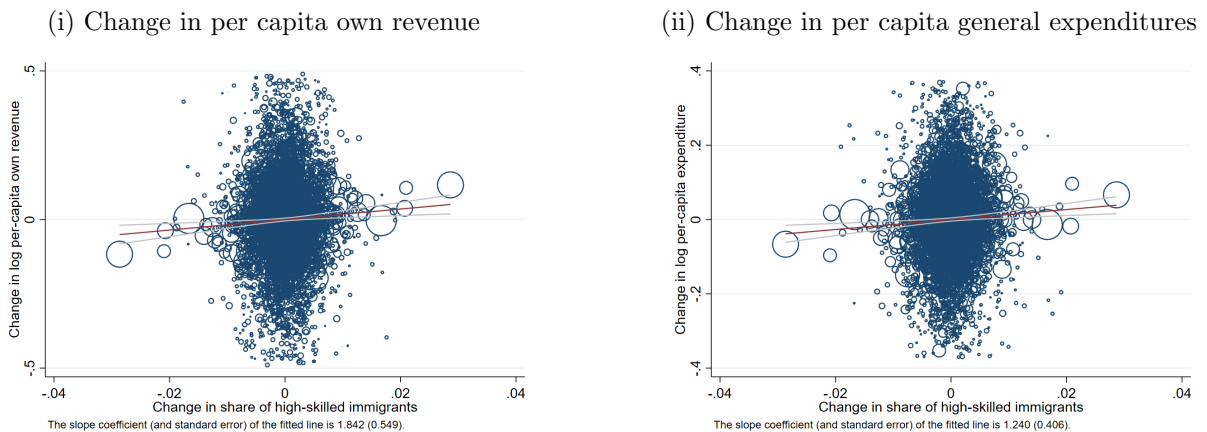 (i) Change in per capita own revenue
Change in log per-capita own revenue
.5
0
-.5
-.04
-.02
0
.02
.04
Change in share of high-skilled immigrants
The slope coefficient (and standard error) of the fitted line is 1.842 (0.549).
(ii) Change in per capita general expenditures
Change in log per-capita expenditure
.4
.2
0
-.2
-.4
-.04
-.02
0
.02
.04
Change in share of high-skilled immigrants
The slope coefficient (and standard error) of the fitted line is 1.240 (0.406).